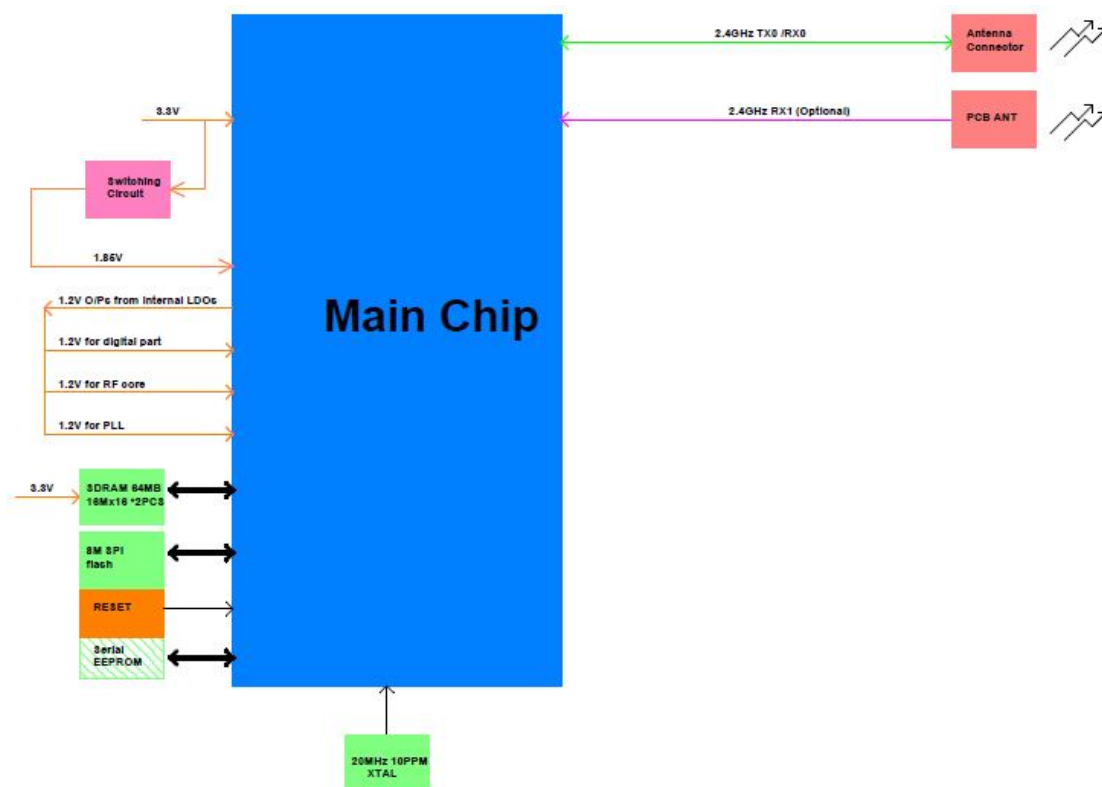 2.4GHz TX0 /RX0
Antenna
Connector
3.3V
2.4GHz RX1 (Optional)
PCB ANT
Switching
Circuit
1.85V
1.2V O/Ps from Internal LDOs
Main Chip
1.2V for digital part
1.2V for RF core
1.2V for PLL
3.3V
SDRAM 64MB
16Mx16 *2PCS
8M SPI
flash
RESET
Serial
EEPROM
20MHz 10PPM
XTAL